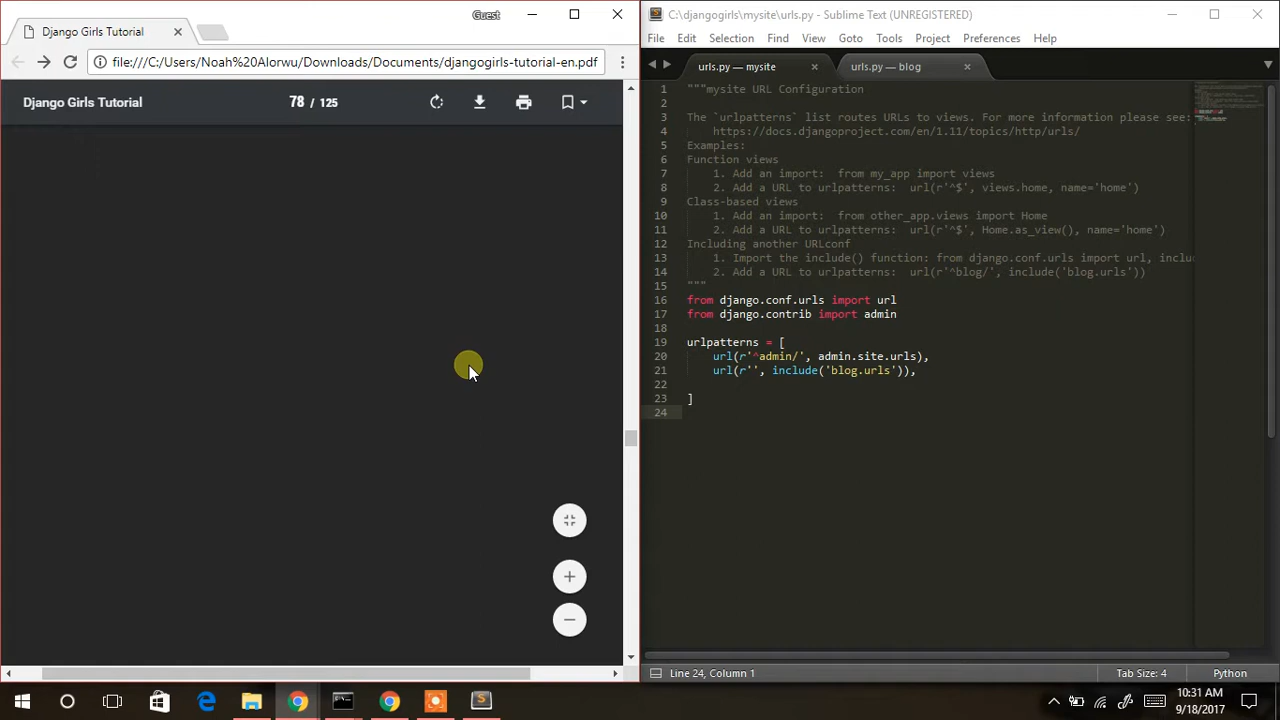 Guest
Django Girls Tutorial
file:///C:/Users/Noah%20Alorwu/Downloads/Documents/djangogirls-tutorial-en.pdf
Django Girls Tutorial 78 / 125
C:\djangogirls\mysite\urls.py - Sublime Text (UNREGISTERED)
File Edit Selection Find View Goto Tools Project Preferences Help
urls.py — mysite urls.py — blog
1 """mysite URL Configuration
2
3 The `urlpatterns` list routes URLs to views. For more information please see:
4     https://docs.djangoproject.com/en/1.11/topics/http/urls/
5 Examples:
6 Function views
7     1. Add an import:  from my_app import views
8     2. Add a URL to urlpatterns:  url(r'^$', views.home, name='home')
9 Class-based views
10     1. Add an import:  from other_app.views import Home
11     2. Add a URL to urlpatterns:  url(r'^$', Home.as_view(), name='home')
12 Including another URLconf
13     1. Import the include() function: from django.conf.urls import url, inclu
14     2. Add a URL to urlpatterns:  url(r'^blog/', include('blog.urls'))
15 """
16 from django.conf.urls import url
17 from django.contrib import admin
18
19 urlpatterns = [
20     url(r'^admin/', admin.site.urls),
21     url(r'', include('blog.urls')),
22
23 ]
24
Line 24, Column 1 Tab Size: 4 Python
10:31 AM
9/18/2017